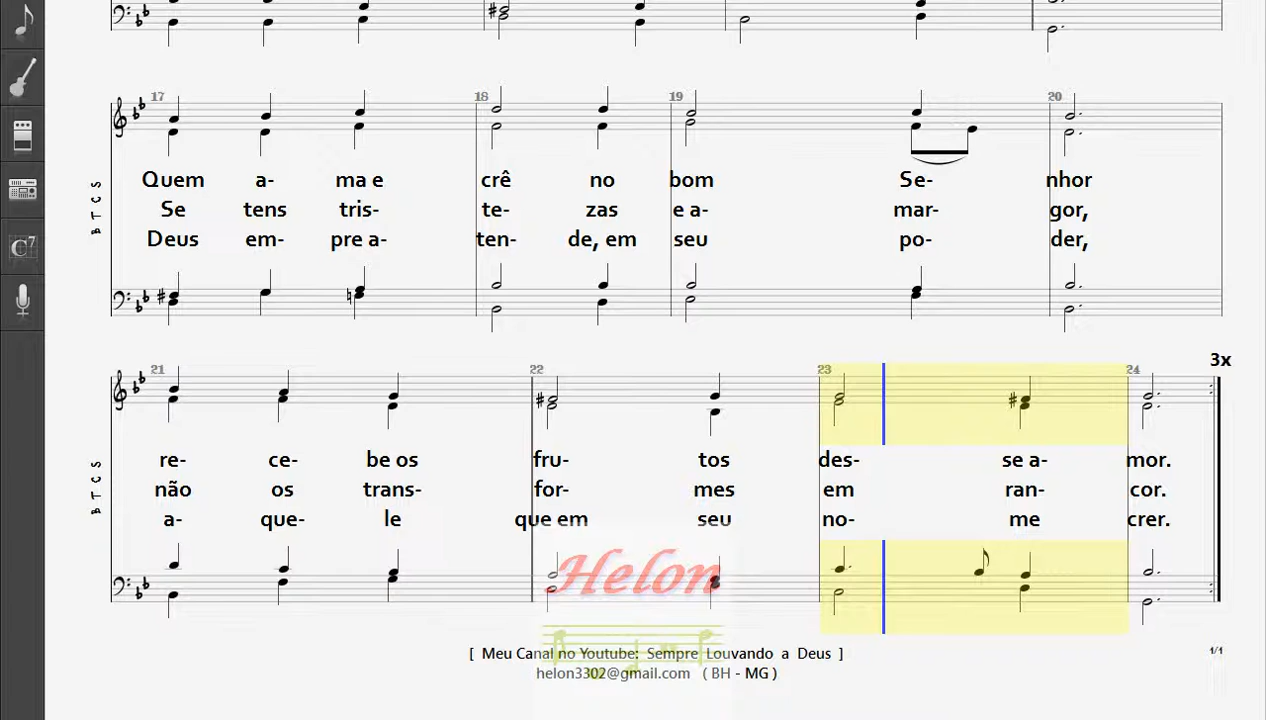 17 18 19 20
Quem a- ma e crê no bom Se- nhor
Se tens tris- te- zas e a- mar- gor,
B T C S
Deus em- pre a- ten- de, em seu po- der,
3x
21 22 23 24
re- ce- be os fru- tos des- se a- mor.
não os trans- for- mes em ran- cor.
B T C S
a- que- le que em seu no- me crer.
Helon
[ Meu Canal no Youtube: Sempre Louvando a Deus ]
1/1
helon3302@gmail.com ( BH - MG )
C7